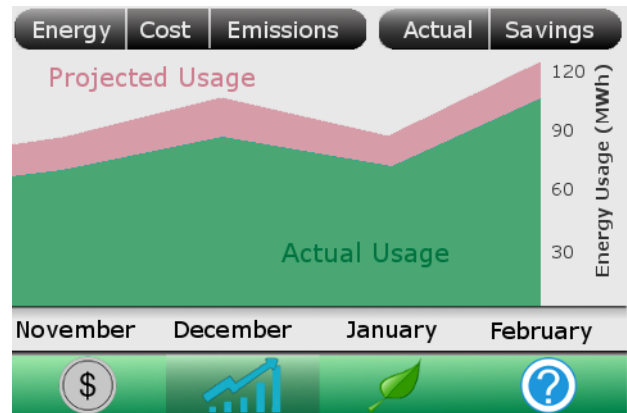 Energy Cost Emissions Actual Savings
Projected Usage
120
90
60
30
Energy Usage (MWh)
Actual Usage
November December January February
$ ?